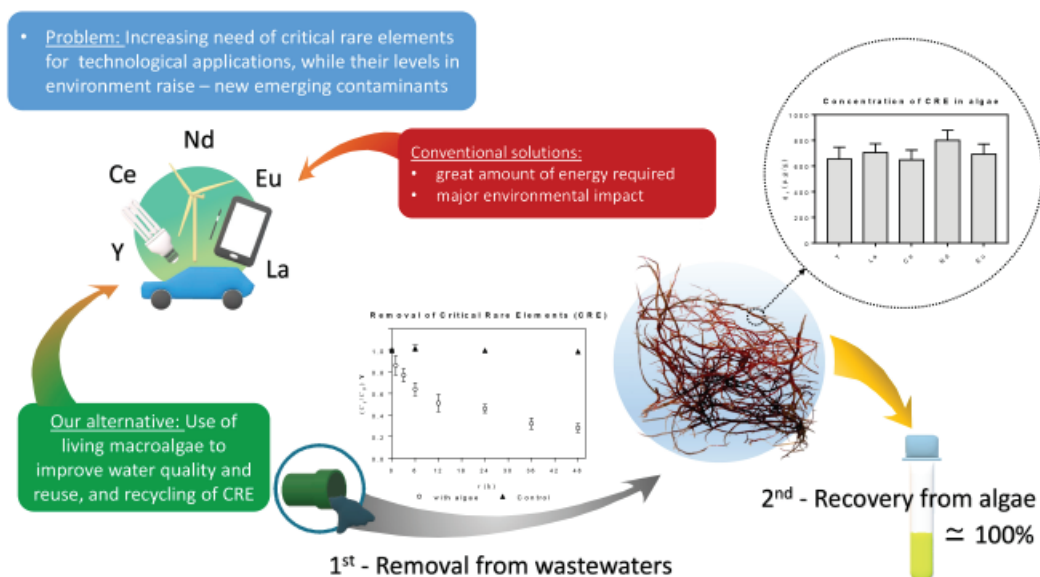 • Problem: Increasing need of critical rare elements
for technological applications, while their levels in
environment raise – new emerging contaminants
Nd
Ce
Eu
Y
La
Conventional solutions:
• great amount of energy required
• major environmental impact
Concentration of CRE in algae
1000
800
600
400
200
0
Y La Ce Nd Eu
Our alternative: Use of
living macroalgae to
improve water quality and
reuse, and recycling of CRE
Removal of Critical Rare Elements (CRE)
1.0
0.8
0.6
0.4
0.2
0.0
0 6 12 24 36 48
t (h)
with algae Control
1st - Removal from wastewaters
2nd - Recovery from algae
≃ 100%